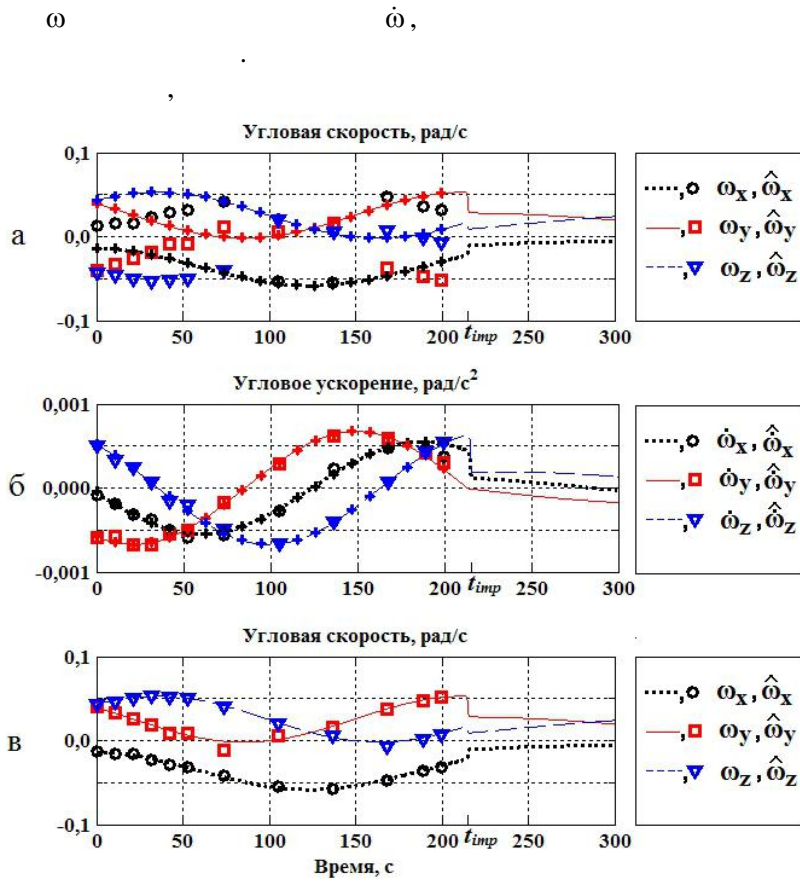 ω ω̇ ,
.
,
Угловая скорость, рад/с
0,1
0,0
-0,1
а
0 50 100 150 200 t_imp 300
ω_x , ω̂_x
ω_y , ω̂_y
ω_z , ω̂_z
Угловое ускорение, рад/с²
0,001
0,000
-0,001
б
0 50 100 150 200 t_imp 300
ω̇_x , ω̇̂_x
ω̇_y , ω̇̂_y
ω̇_z , ω̇̂_z
Угловая скорость, рад/с
0,1
0,0
-0,1
в
0 50 100 150 200 t_imp 300
Время, с
ω_x , ω̂_x
ω_y , ω̂_y
ω_z , ω̂_z